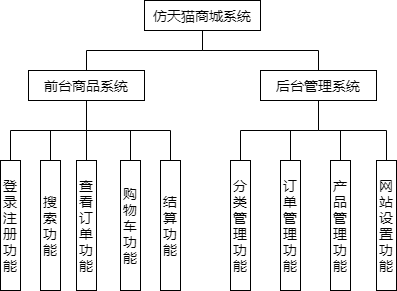 仿天猫商城系统
前台商品系统
后台管理系统
登录注册功能
搜索功能
查看订单功能
购物车功能
结算功能
分类管理功能
订单管理功能
产品管理功能
网站设置功能